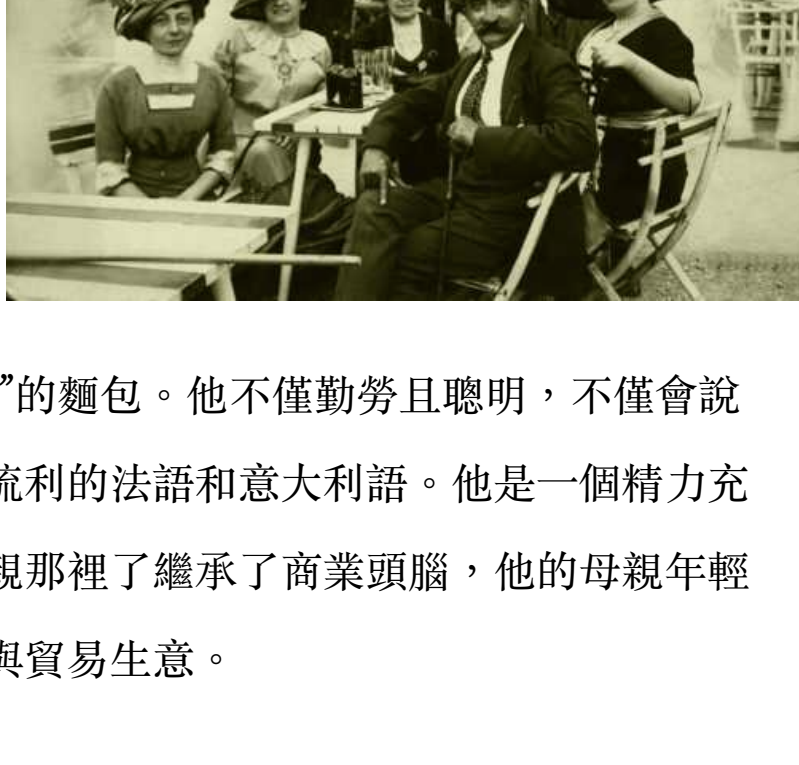 ”的麵包。他不僅勤勞且聰明，不僅會說
流利的法語和意大利語。他是一個精力充
親那裡了繼承了商業頭腦，他的母親年輕
與貿易生意。